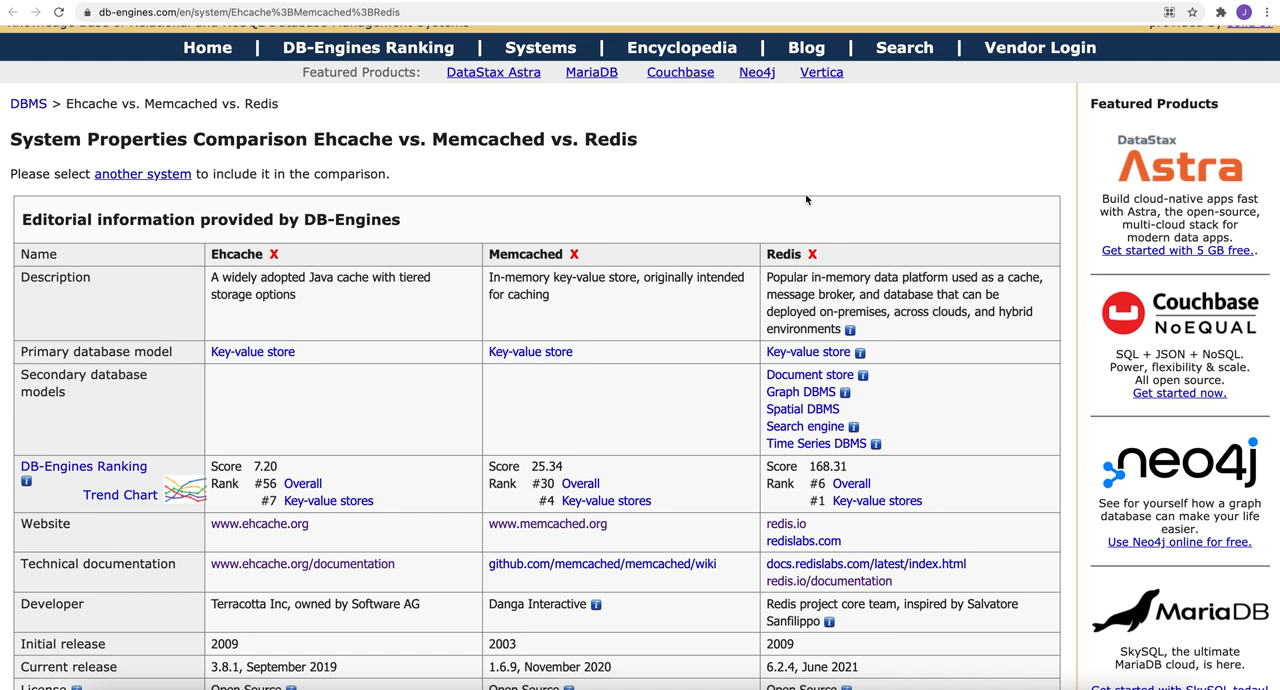 db-engines.com/en/system/Ehcache%3BMemcached%3BRedis
J
Home | DB-Engines Ranking | Systems | Encyclopedia | Blog | Search | Vendor Login
Featured Products: DataStax Astra MariaDB Couchbase Neo4j Vertica
DBMS > Ehcache vs. Memcached vs. Redis
System Properties Comparison Ehcache vs. Memcached vs. Redis
Please select another system to include it in the comparison.
Editorial information provided by DB-Engines
Name Ehcache X Memcached X Redis X
Description A widely adopted Java cache with tiered In-memory key-value store, originally intended Popular in-memory data platform used as a cache,
storage options for caching message broker, and database that can be
deployed on-premises, across clouds, and hybrid
environments
Primary database model Key-value store Key-value store Key-value store
Secondary database Document store
models Graph DBMS
Spatial DBMS
Search engine
Time Series DBMS
DB-Engines Ranking Score 7.20 Score 25.34 Score 168.31
Trend Chart Rank #56 Overall Rank #30 Overall Rank #6 Overall
#7 Key-value stores #4 Key-value stores #1 Key-value stores
Website www.ehcache.org www.memcached.org redis.io
redislabs.com
Technical documentation www.ehcache.org/documentation github.com/memcached/memcached/wiki docs.redislabs.com/latest/index.html
redis.io/documentation
Developer Terracotta Inc, owned by Software AG Danga Interactive Redis project core team, inspired by Salvatore
Sanfilippo
Initial release 2009 2003 2009
Current release 3.8.1, September 2019 1.6.9, November 2020 6.2.4, June 2021
License Open Source Open Source Open Source
Featured Products
DataStax
Astra
Build cloud-native apps fast
with Astra, the open-source,
multi-cloud stack for
modern data apps.
Get started with 5 GB free..
Couchbase
NoEQUAL
SQL + JSON + NoSQL.
Power, flexibility & scale.
All open source.
Get started now.
neo4j
See for yourself how a graph
database can make your life
easier.
Use Neo4j online for free.
MariaDB
SkySQL, the ultimate
MariaDB cloud, is here.
Get started with SkySQL today!